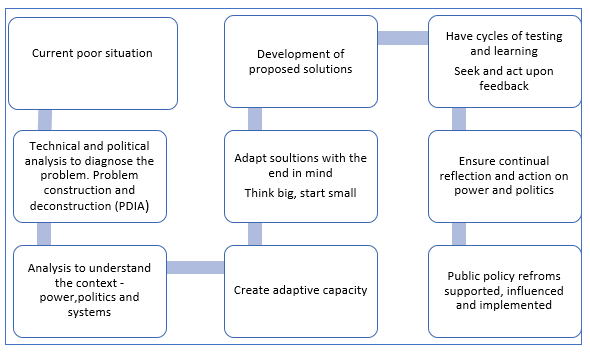 Current poor situation
Technical and political
analysis to diagnose the
problem. Problem
construction and
deconstruction (PDIA)
Analysis to understand
the context -
power,politics and
systems
Create adaptive capacity
Adapt soultions with the
end in mind
Think big, start small
Development of
proposed solutions
Have cycles of testing
and learning
Seek and act upon
feedback
Ensure continual
reflection and action on
power and politics
Public policy refroms
supported, influenced
and implemented